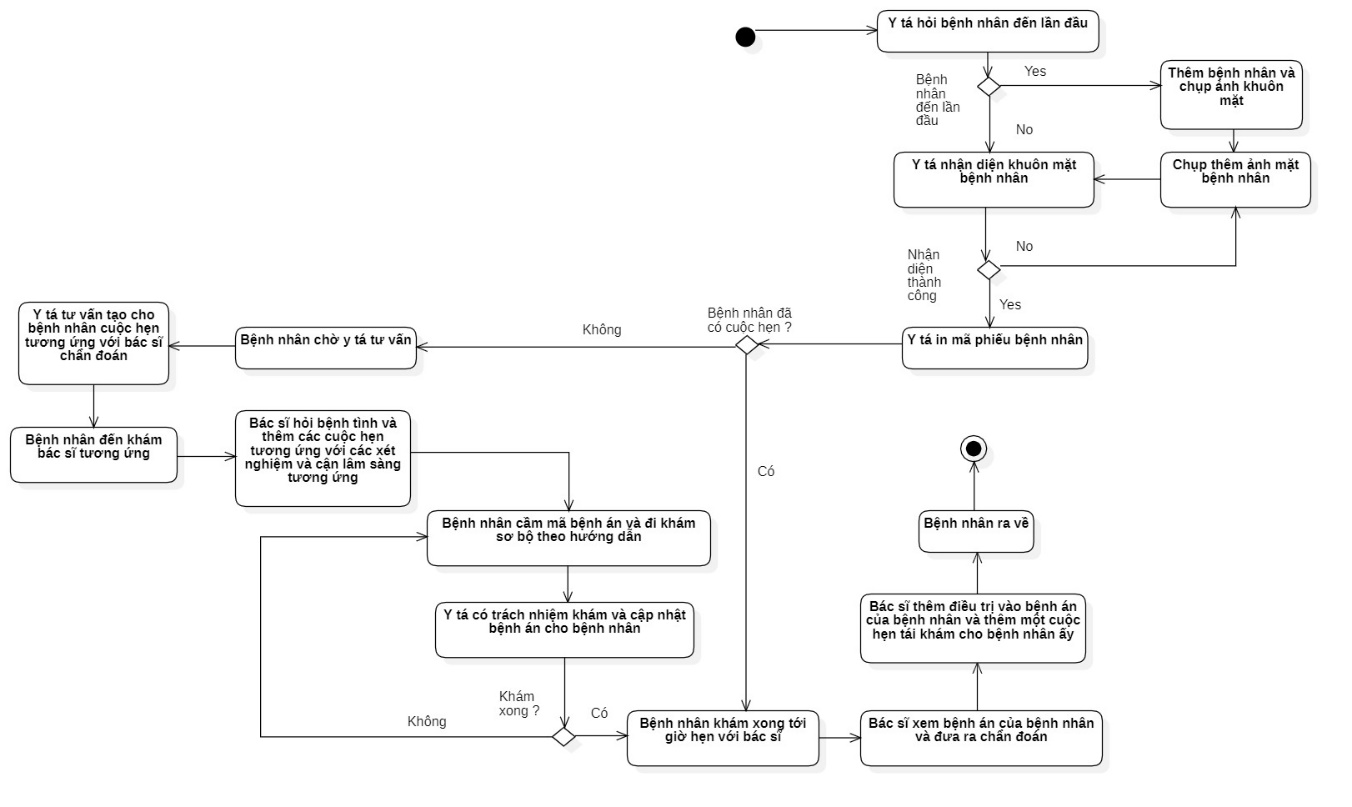 Y tá hỏi bệnh nhân đến lần đầu
Bệnh
nhân
đến lần
đầu
Yes
Thêm bệnh nhân và
chụp ảnh khuôn
mặt
No
Y tá nhận diện khuôn mặt
bệnh nhân
Chụp thêm ảnh mặt
bệnh nhân
Nhận
diện
thành
công
No
Yes
Y tá in mã phiếu bệnh nhân
Bệnh nhân đã
có cuộc hẹn ?
Không
Bệnh nhân chờ y tá tư vấn
Y tá tư vấn tạo cho
bệnh nhân cuộc hẹn
tương ứng với bác sĩ
chẩn đoán
Bệnh nhân đến khám
bác sĩ tương ứng
Bác sĩ hỏi bệnh tình và
thêm các cuộc hẹn
tương ứng với các xét
nghiệm và cận lâm sàng
tương ứng
Có
Bệnh nhân cầm mã bệnh án và đi khám
sơ bộ theo hướng dẫn
Y tá có trách nhiệm khám và cập nhật
bệnh án cho bệnh nhân
Khám
xong ?
Không
Có
Bệnh nhân khám xong tới
giờ hẹn với bác sĩ
Bác sĩ xem bệnh án của bệnh nhân
và đưa ra chẩn đoán
Bác sĩ thêm điều trị vào bệnh án
của bệnh nhân và thêm một cuộc
hẹn tái khám cho bệnh nhân ấy
Bệnh nhân ra về